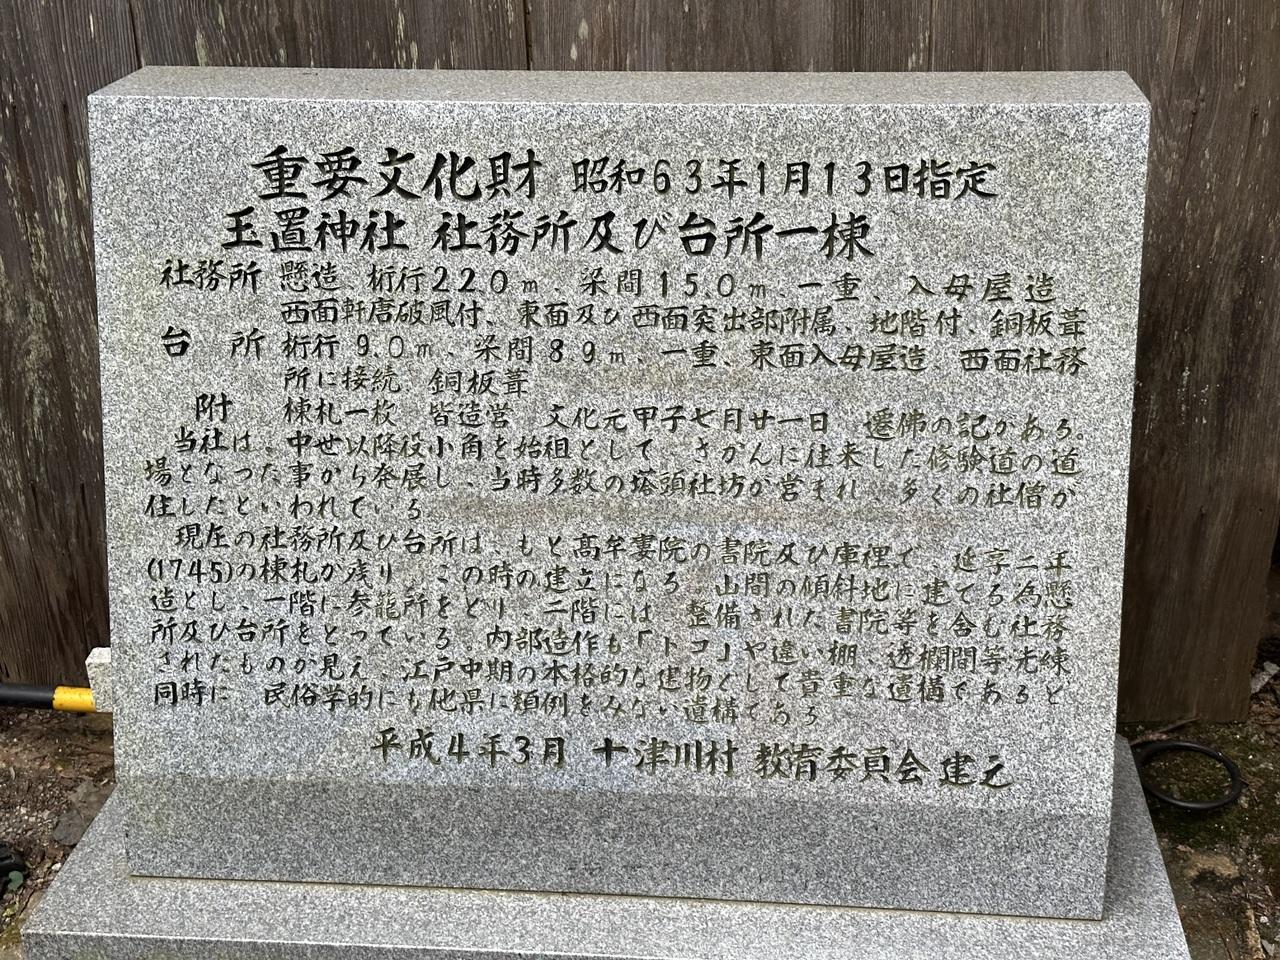 重要文化財 昭和63年1月13日指定
玉置神社 社務所及び台所一棟
社務所 懸造、桁行22.0m、梁間15.0m、一重、入母屋造
西面軒唐破風付、東面及び西面突出部附属、地階付、銅板葺
台 所 桁行 9.0m、梁間8.9m、一重、東面入母屋造、西面社務
所に接続、銅板葺
附 棟札一枚 皆造営 文化元甲子七月廿一日 遷佛の記がある。
当社は、中世以降役小角を始祖として、さかんに往来した修験道の道
場となった事から発展し、当時多数の塔頭社坊が営まれ、多くの社僧が
住したといわれている。
現在の社務所及び台所は、もと高牟婁院の書院及び庫裡で、延享二年
(1745)の棟札が残り、この時の建立になる。山間の傾斜地に建てる為懸
造とし、一階に参籠所をとり、二階には、整備された書院等を含む社務
所及び台所をとっている。内部造作も「トコ」や違い棚、透欄間等洗練
されたものが見え、江戸中期の本格的な建物として貴重な遺構であると
同時に、民俗学的にも他県に類例をみない遺構である
平成4年3月 十津川村 教育委員会 建之